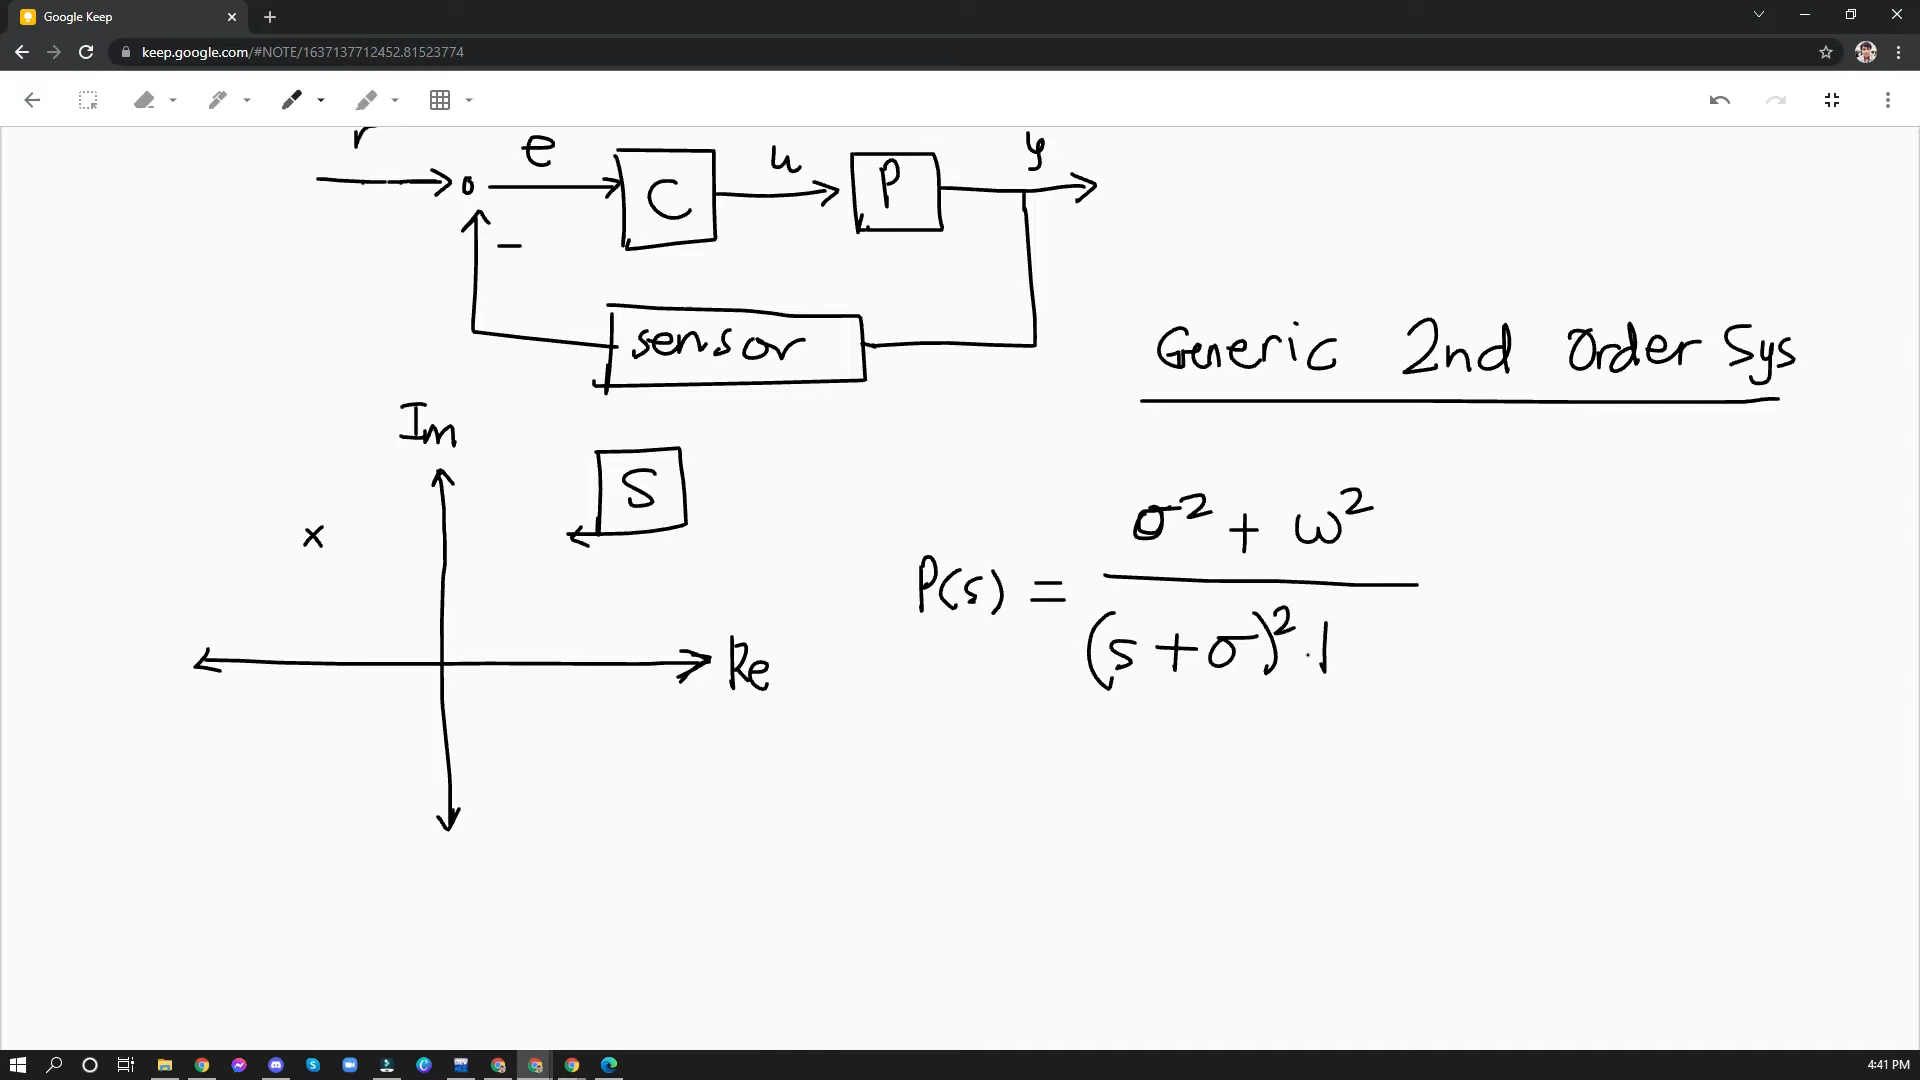 Google Keep
keep.google.com/#NOTE/1637137712452.81523774
r e u y
C P
−
sensor
Generic 2nd Order Sys
Im
S
x
σ² + ω²
P(s) =
(s + σ)²
Re
4:41 PM